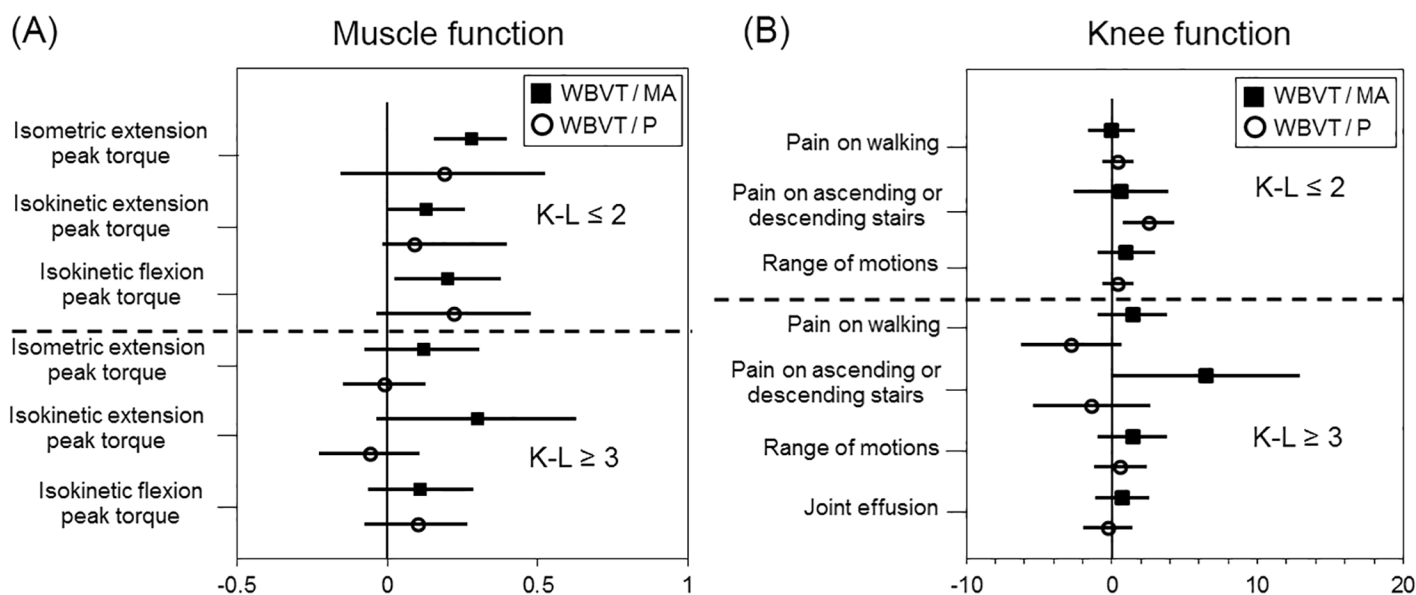 (A)
Muscle function
WBVT / MA
WBVT / P
Isometric extension
peak torque
Isokinetic extension
peak torque
K-L ≤ 2
Isokinetic flexion
peak torque
Isometric extension
peak torque
Isokinetic extension
peak torque
K-L ≥ 3
Isokinetic flexion
peak torque
-0.5
0
0.5
1
(B)
Knee function
WBVT / MA
WBVT / P
Pain on walking
K-L ≤ 2
Pain on ascending or
descending stairs
Range of motions
Pain on walking
Pain on ascending or
descending stairs
K-L ≥ 3
Range of motions
Joint effusion
-10
0
10
20